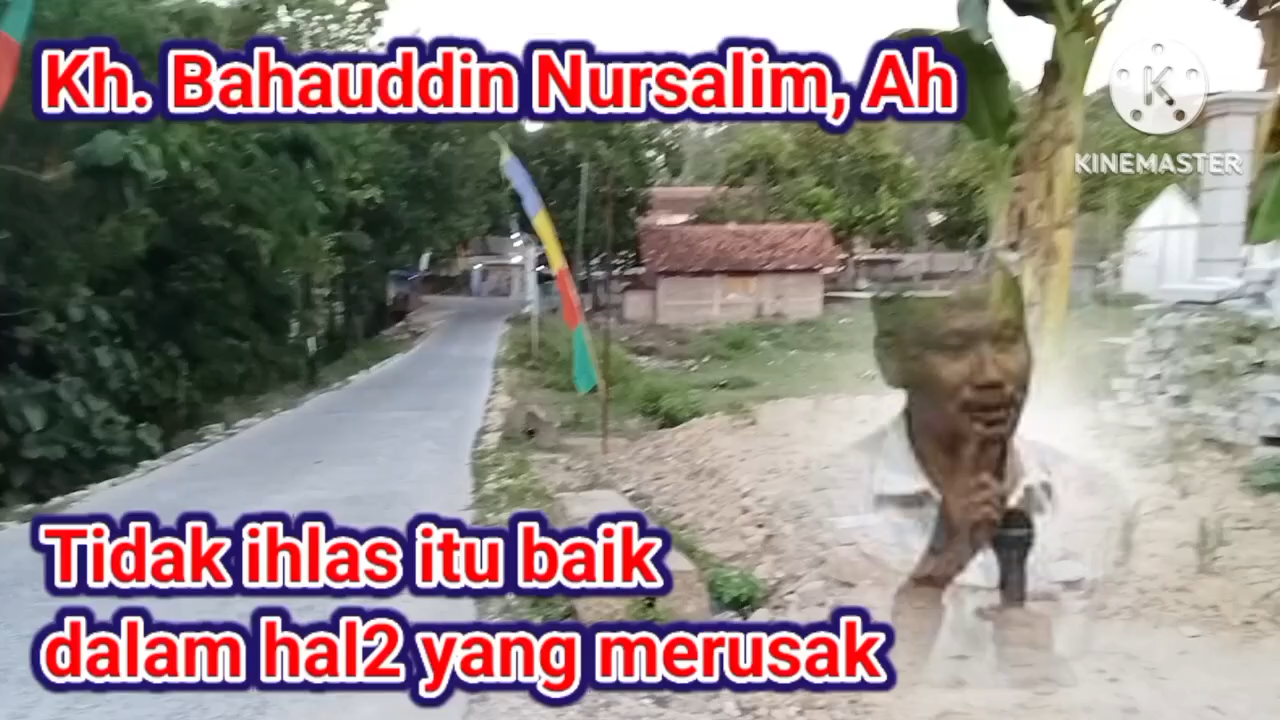 Kh. Bahauddin Nursalim, Ah
K
KINEMASTER
Tidak ihlas itu baik
dalam hal2 yang merusak